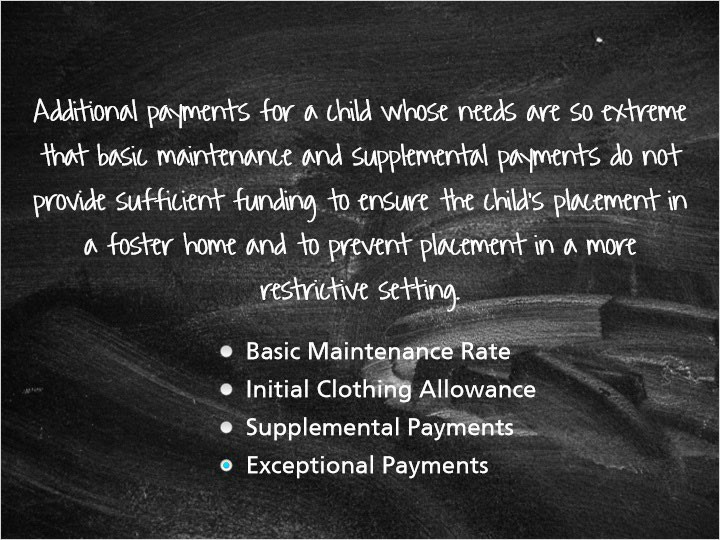 Additional payments for a child whose needs are so extreme
that basic maintenance and supplemental payments do not
provide sufficient funding to ensure the child's placement in
a foster home and to prevent placement in a more
restrictive setting.
Basic Maintenance Rate
Initial Clothing Allowance
Supplemental Payments
Exceptional Payments